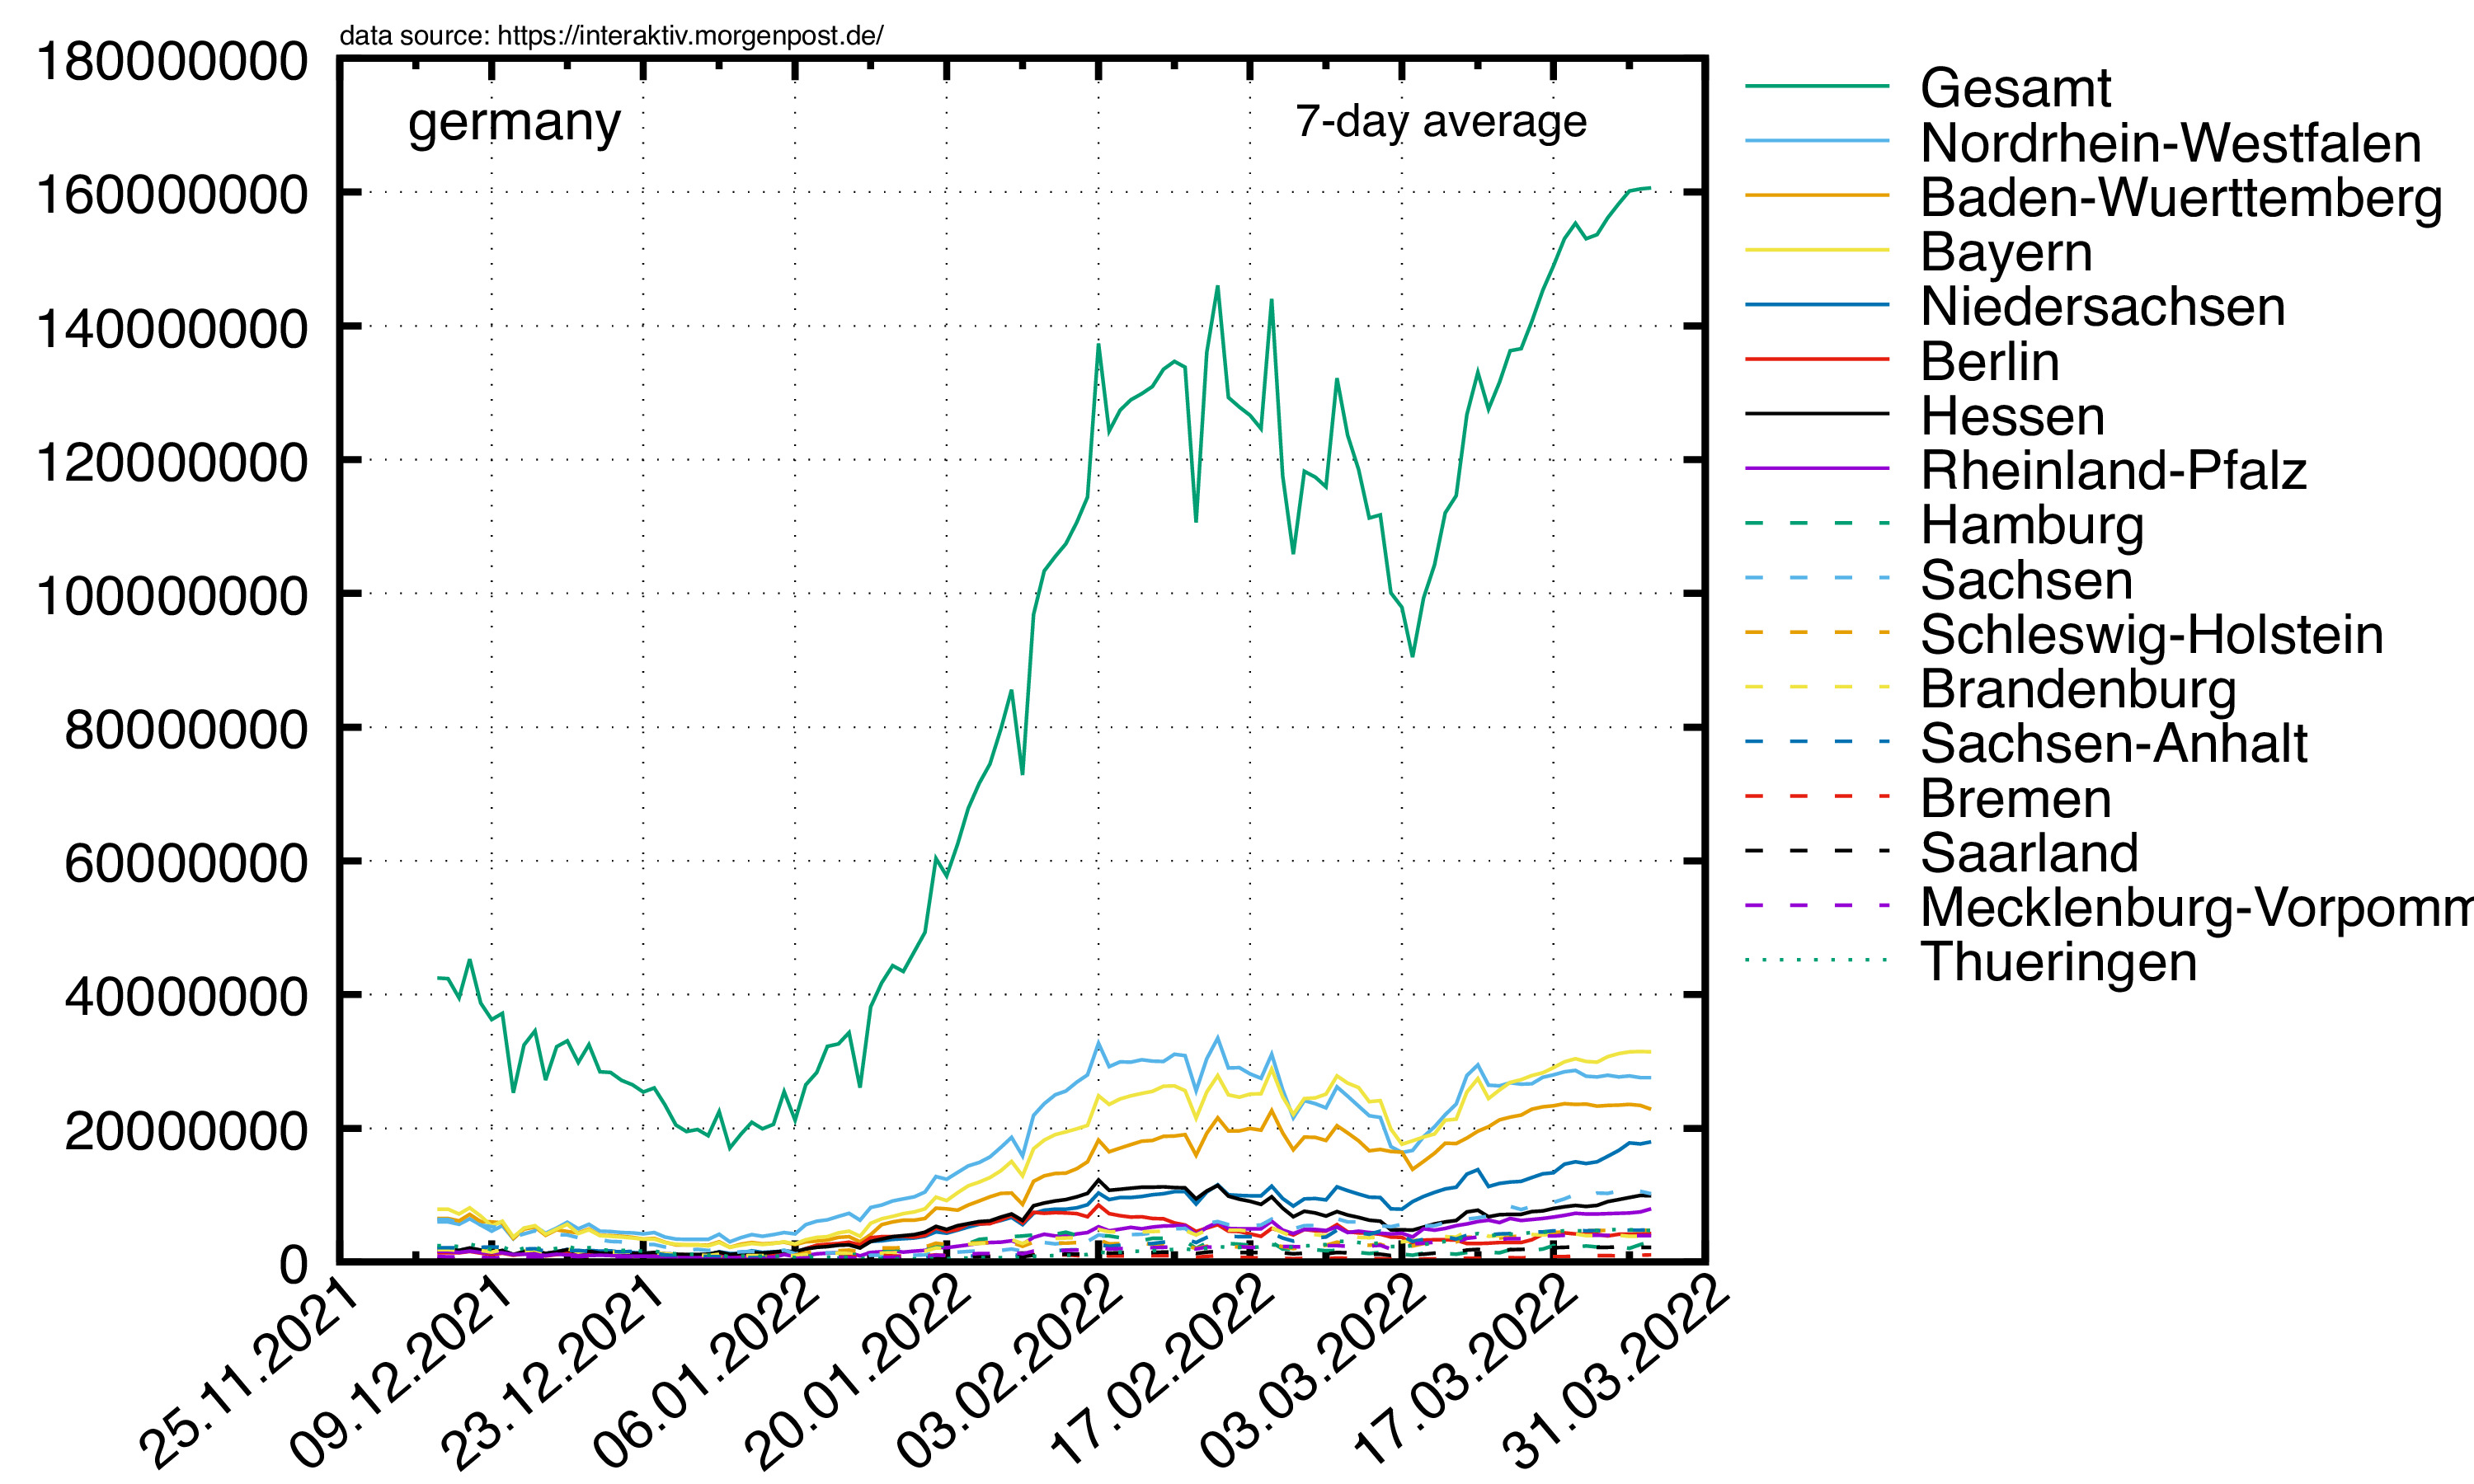 data source: https://interaktiv.morgenpost.de/
germany
7-day average
180000000
160000000
140000000
120000000
100000000
80000000
60000000
40000000
20000000
0
25.11.2021
09.12.2021
23.12.2021
06.01.2022
20.01.2022
03.02.2022
17.02.2022
03.03.2022
17.03.2022
31.03.2022
Gesamt
Nordrhein-Westfalen
Baden-Wuerttemberg
Bayern
Niedersachsen
Berlin
Hessen
Rheinland-Pfalz
Hamburg
Sachsen
Schleswig-Holstein
Brandenburg
Sachsen-Anhalt
Bremen
Saarland
Mecklenburg-Vorpomm
Thueringen